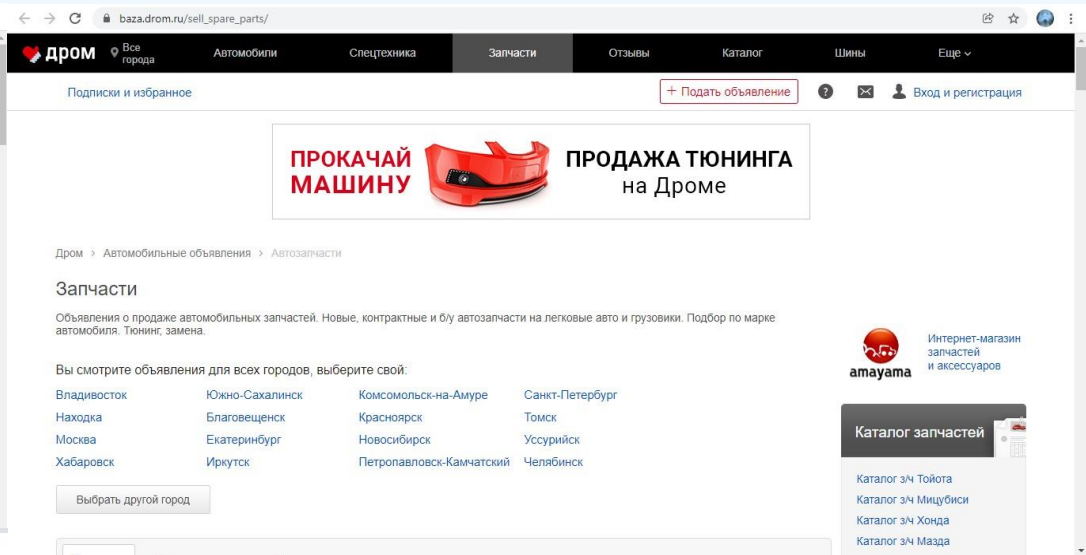 baza.drom.ru/sell_spare_parts/
дром
Все
города
Автомобили
Спецтехника
Запчасти
Отзывы
Каталог
Шины
Еще
Подписки и избранное
+ Подать объявление
?
Вход и регистрация
ПРОКАЧАЙ
МАШИНУ
ПРОДАЖА ТЮНИНГА
на Дроме
Дром > Автомобильные объявления > Автозапчасти
Запчасти
Объявления о продаже автомобильных запчастей. Новые, контрактные и б/у автозапчасти на легковые авто и грузовики. Подбор по марке
автомобиля. Тюнинг, замена.
Вы смотрите объявления для всех городов, выберите свой:
Владивосток Южно-Сахалинск Комсомольск-на-Амуре Санкт-Петербург
Находка Благовещенск Красноярск Томск
Москва Екатеринбург Новосибирск Уссурийск
Хабаровск Иркутск Петропавловск-Камчатский Челябинск
Выбрать другой город
amayama
Интернет-магазин
запчастей
и аксессуаров
Каталог запчастей
Каталог з/ч Тойота
Каталог з/ч Мицубиси
Каталог з/ч Хонда
Каталог з/ч Мазда